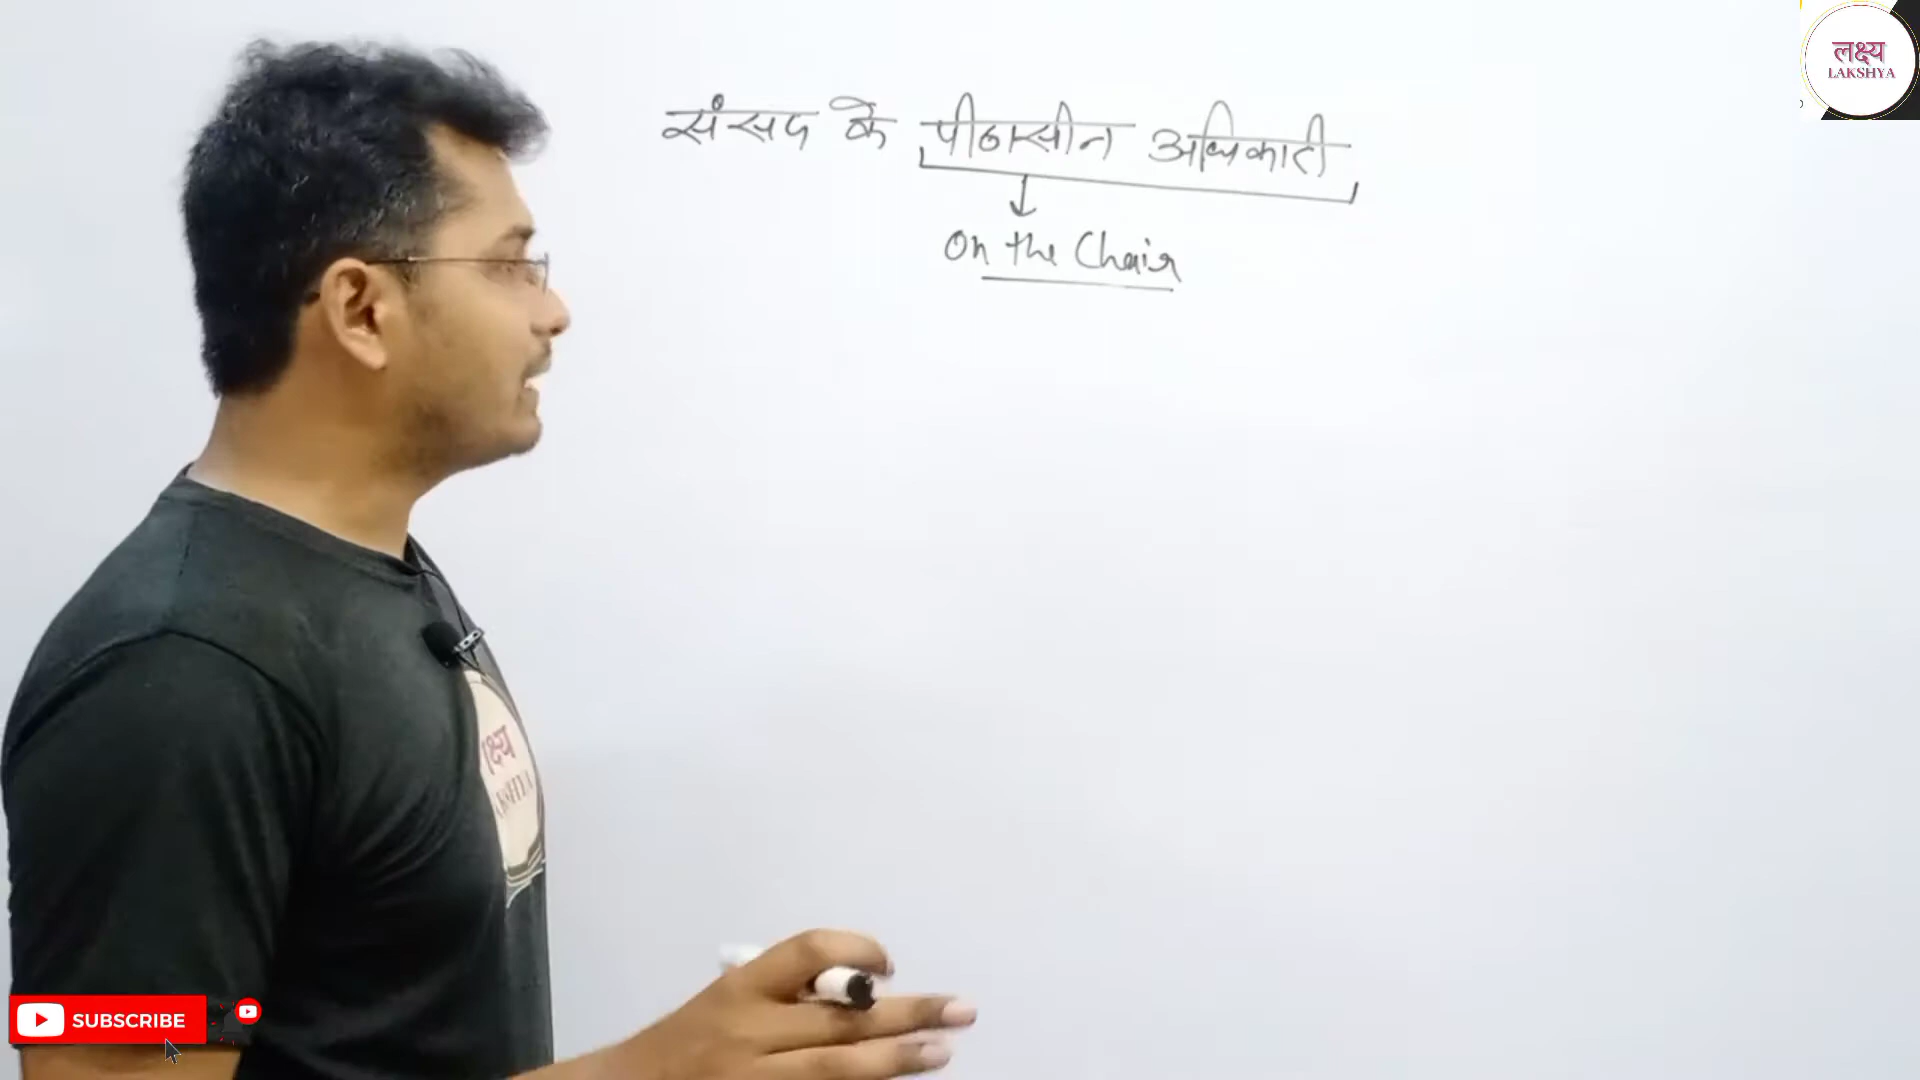 संसद के पीठासीन अधिकारी
On the Chair
लक्ष्य
LAKSHYA
क्ष्य
SUBSCRIBE